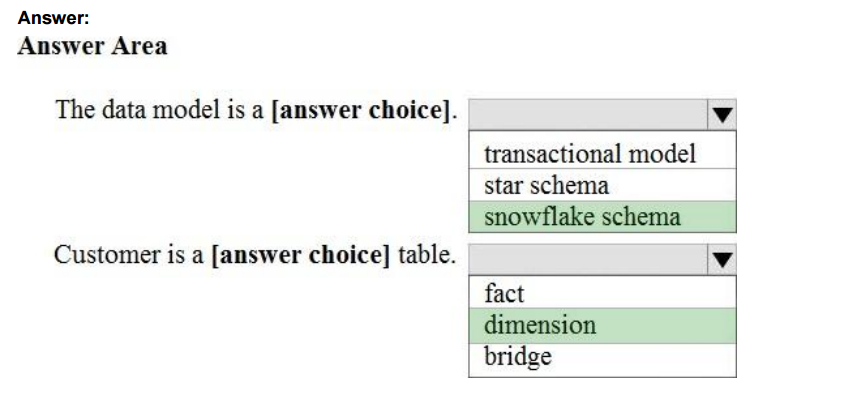 Answer:
Answer Area
The data model is a [answer choice].
transactional model
star schema
snowflake schema
Customer is a [answer choice] table.
fact
dimension
bridge